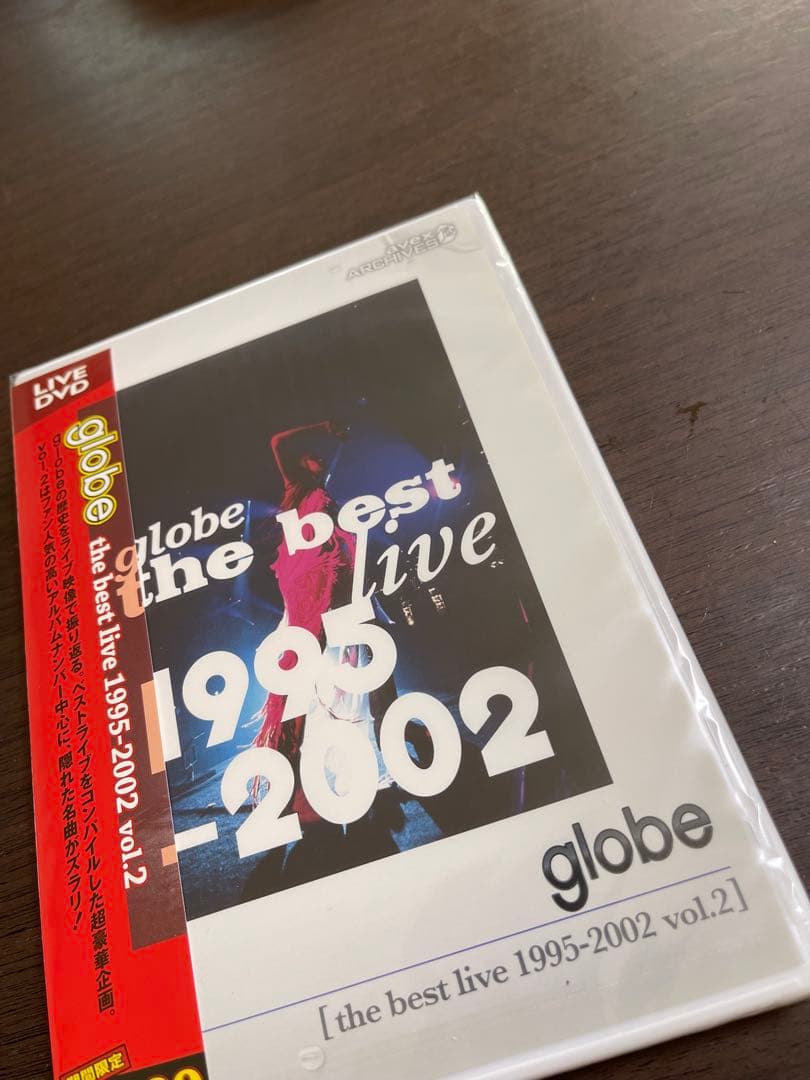 avex
ARCHIVES
LIVE
DVD
globe
the best live 1995-2002 vol.2
globeの歴史をライブ映像で振り返る。ベストライブをコンパイルした超豪華企画。
vol.2はファン人気の高いアルバムナンバー中心に、隠れた名曲がズラリ!
期間限定
globe
the best
live
1995
-2002
globe
[the best live 1995-2002 vol.2]